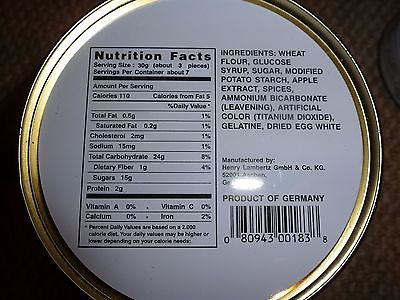 Nutrition Facts
Serving Size: 30g (about 3 pieces)
Servings Per Container about 7
Amount Per Serving
Calories 110 Calories from Fat 5
%Daily Value*
Total Fat 0.5g 1%
Saturated Fat 0.2g 1%
Cholesterol 2mg 1%
Sodium 15mg 1%
Total Carbohydrate 24g 8%
Dietary Fiber 1g 4%
Sugars 15g
Protein 2g
Vitamin A 0% • Vitamin C 0%
Calcium 0% • Iron 2%
* Percent Daily Values are based on a 2.000
calorie diet. Your daily values may be higher or
lower depending on your calorie needs:
INGREDIENTS: WHEAT
FLOUR, GLUCOSE
SYRUP, SUGAR, MODIFIED
POTATO STARCH, APPLE
EXTRACT, SPICES,
AMMONIUM BICARBONATE
(LEAVENING), ARTIFICIAL
COLOR (TITANIUM DIOXIDE),
GELATINE, DRIED EGG WHITE
Manufactured by:
Henry Lambertz GmbH & Co. KG.
52001 Aachen
PRODUCT OF GERMANY
0 80943 00183 8